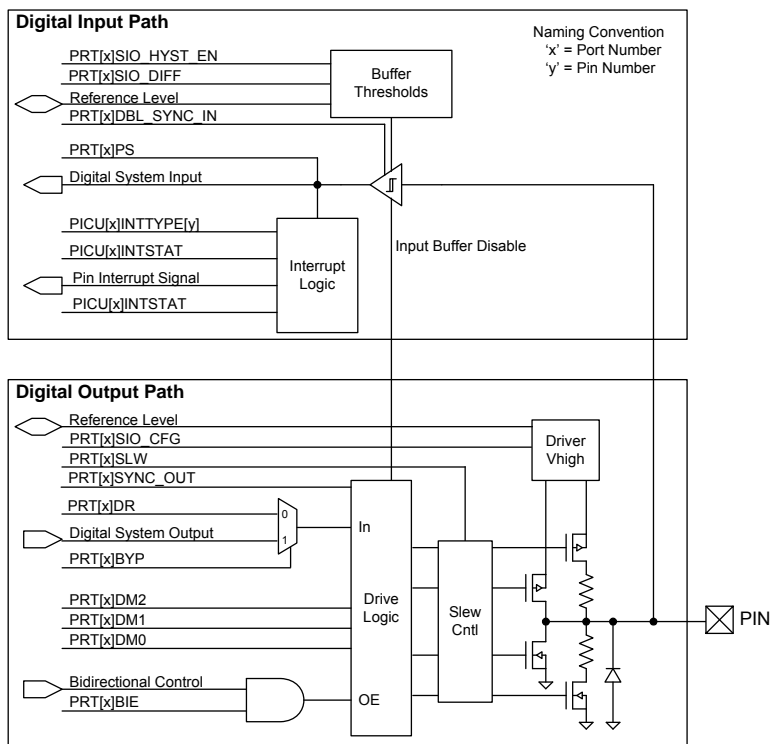 Digital Input Path
Naming Convention
‘x’ = Port Number
‘y’ = Pin Number
PRT[x]SIO_HYST_EN
PRT[x]SIO_DIFF
Reference Level
PRT[x]DBL_SYNC_IN
Buffer
Thresholds
PRT[x]PS
Digital System Input
PICU[x]INTTYPE[y]
PICU[x]INTSTAT
Pin Interrupt Signal
PICU[x]INTSTAT
Interrupt
Logic
Input Buffer Disable
Digital Output Path
Reference Level
PRT[x]SIO_CFG
PRT[x]SLW
PRT[x]SYNC_OUT
Driver
Vhigh
PRT[x]DR
Digital System Output
PRT[x]BYP
0
1
In
PRT[x]DM2
PRT[x]DM1
PRT[x]DM0
Drive
Logic
Slew
Cntl
PIN
Bidirectional Control
PRT[x]BIE
OE